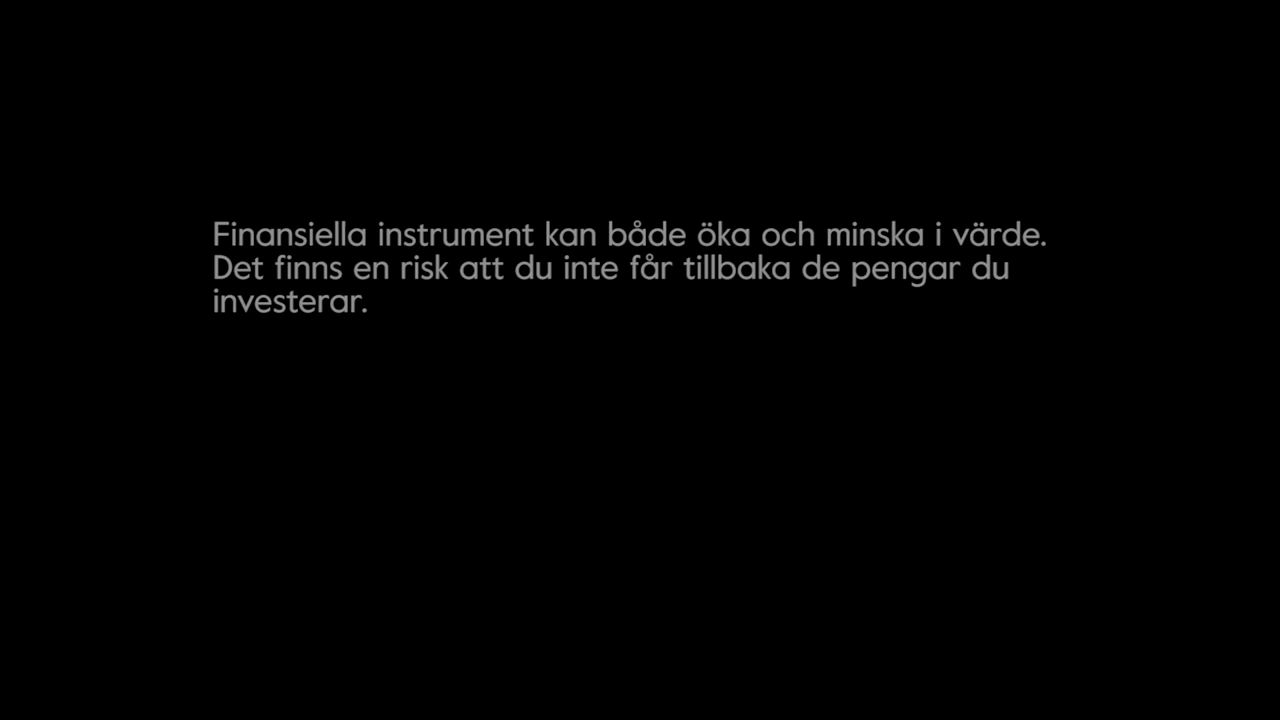 Finansiella instrument kan både öka och minska i värde.
Det finns en risk att du inte får tillbaka de pengar du
investerar.